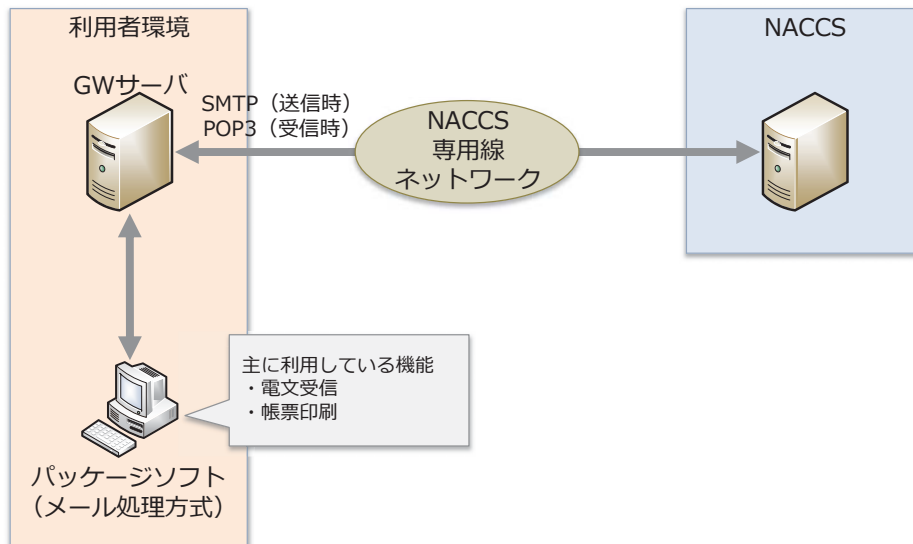 利用者環境
NACCS
GWサーバ
SMTP（送信時）
POP3（受信時）
NACCS
専用線
ネットワーク
主に利用している機能
・電文受信
・帳票印刷
パッケージソフト
（メール処理方式）